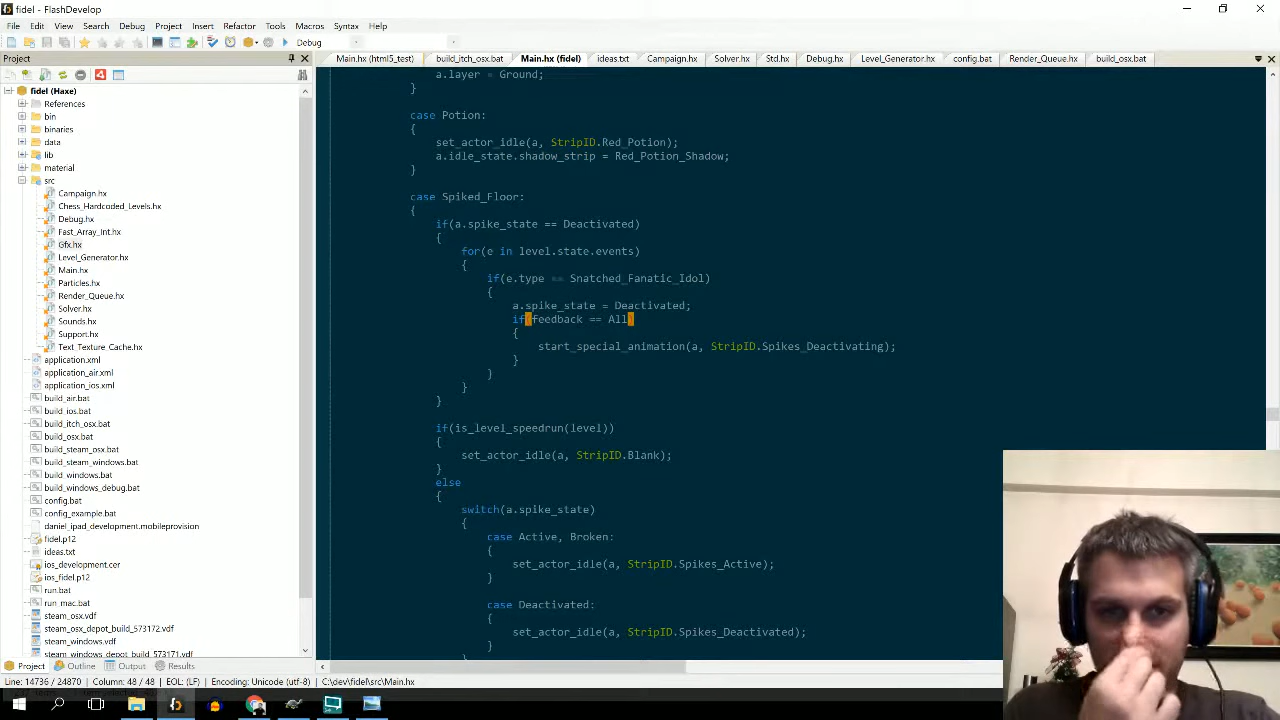 fidel - FlashDevelop
File Edit View Search Debug Insert Refactor Tools Macros Syntax Help
Debug
Project
Main.hx (html5_test) build_itch_osx.bat Main.hx (fidel) ideas.txt Campaign.hx Solver.hx Std.hx Debug.hx Level_Generator.hx config.bat Render_Queue.hx build_osx.bat
fidel (Haxe)
References
bin
binaries
data
lib
material
src
Campaign.hx
Chess_Hardcoded_Levels.hx
Debug.hx
Fast_Array_Int.hx
Gfx.hx
Level_Generator.hx
Main.hx
Particles.hx
Render_Queue.hx
Solver.hx
Sounds.hx
Support.hx
Text_Texture_Cache.hx
application.xml
application_air.xml
application_ios.xml
build_air.bat
build_ios.bat
build_itch_osx.bat
build_osx.bat
build_steam_osx.bat
build_steam_windows.bat
build_windows.bat
build_windows_debug.bat
config.bat
config_example.bat
daniel_ipad_development.mobileprovision
fidel.p12
ideas.txt
ios_development.cer
ios_fidel.p12
run.bat
run_mac.bat
steam_osx.vdf
steam_osx_depot_build_573172.vdf
steam_windows.vdf
steam_windows_depot_build_573171.vdf
a.layer = Ground;
}
case Potion:
{
set_actor_idle(a, StripID.Red_Potion);
a.idle_state.shadow_strip = Red_Potion_Shadow;
}
case Spiked_Floor:
{
if(a.spike_state == Deactivated)
{
for(e in level.state.events)
{
if(e.type == Snatched_Fanatic_Idol)
{
a.spike_state = Deactivated;
if(feedback == All)
{
start_special_animation(a, StripID.Spikes_Deactivating);
}
}
}
}
if(is_level_speedrun(level))
{
set_actor_idle(a, StripID.Blank);
}
else
{
switch(a.spike_state)
{
case Active, Broken:
{
set_actor_idle(a, StripID.Spikes_Active);
}
case Deactivated:
{
set_actor_idle(a, StripID.Spikes_Deactivated);
}
}
Project Outline Output Results
Line: 14736 / 24870 Column: 48 / 48 EOL: (LF) Encoding: Unicode (utf-8) C:\dev\fidel\src\Main.hx